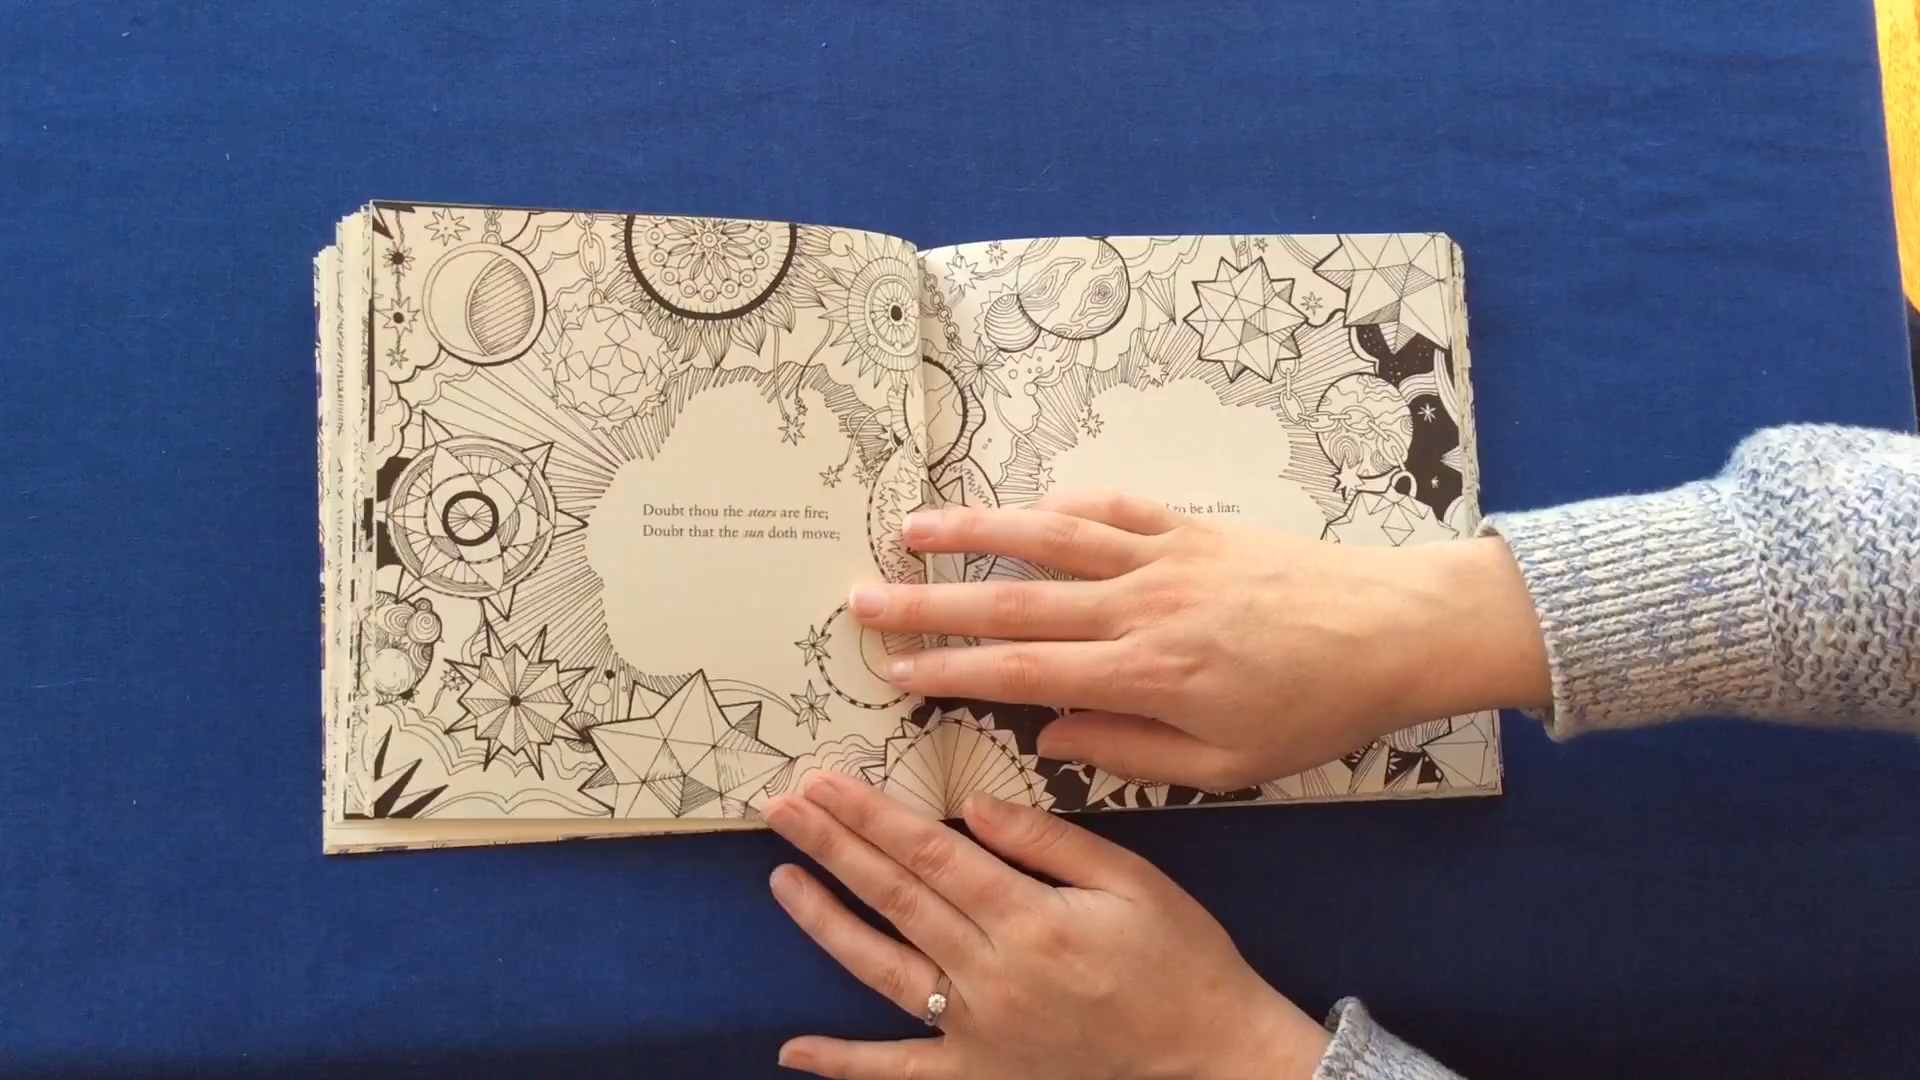 Doubt thou the stars are fire;
Doubt that the sun doth move;
to be a liar;